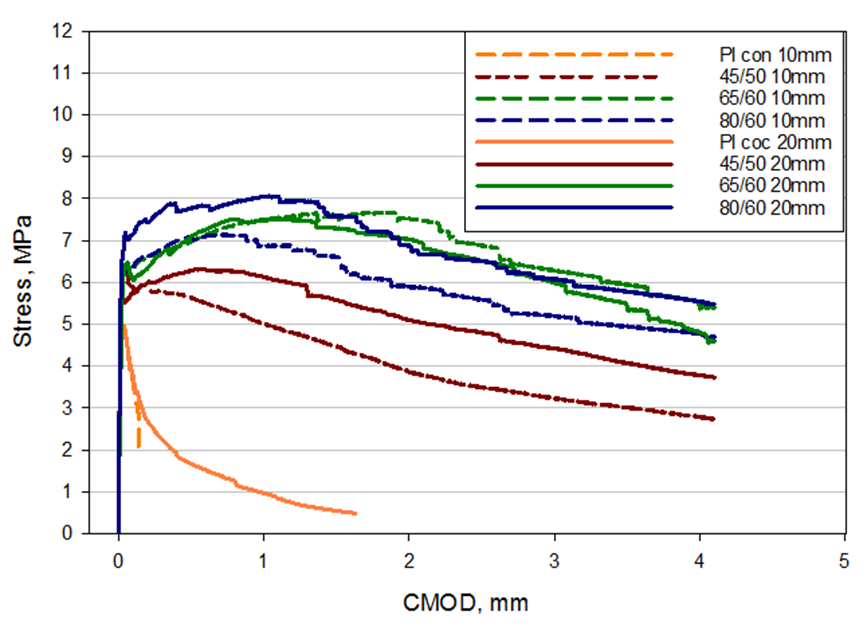 12
11
10
9
8
7
6
5
4
3
2
1
0
Stress, MPa
Pl con 10mm
45/50 10mm
65/60 10mm
80/60 10mm
Pl coc 20mm
45/50 20mm
65/60 20mm
80/60 20mm
0 1 2 3 4 5
CMOD, mm